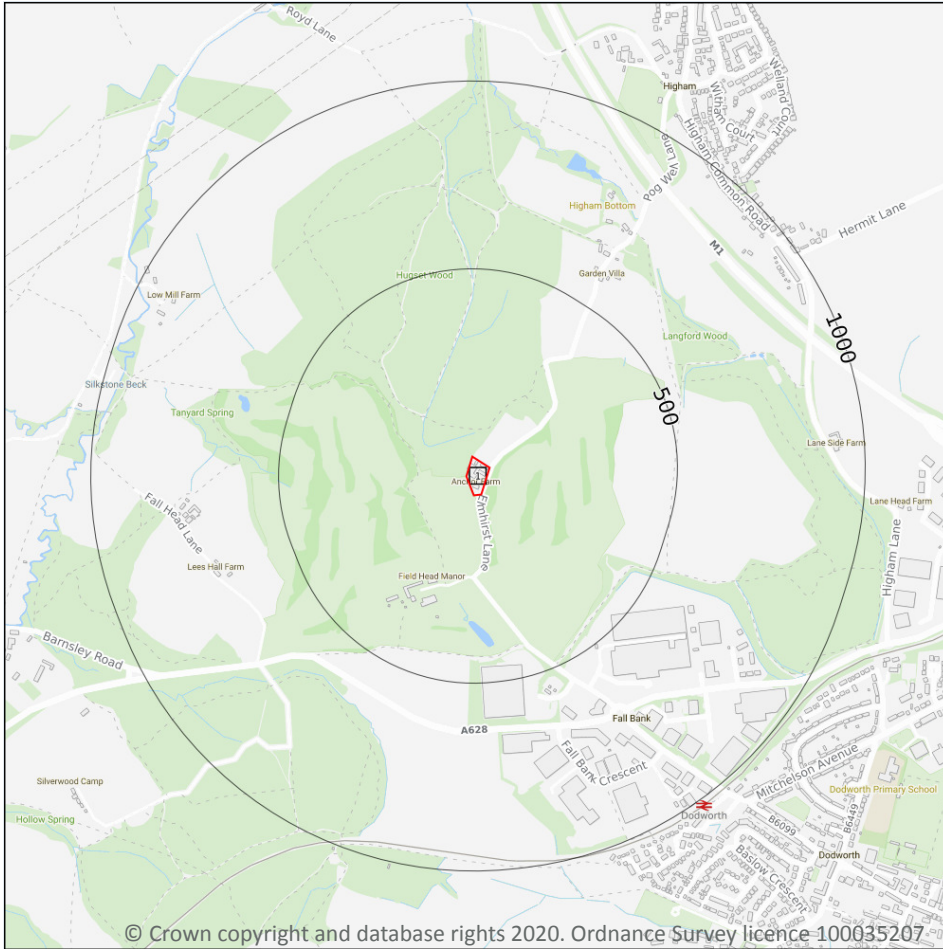 Royd Lane
Welland Court
Higham
Witham Court
Higham Common Road
Pog Well Lane
Higham Bottom
Hermit Lane
M1
Garden Villa
Hugset Wood
Low Mill Farm
1000
Langford Wood
Silkstone Beck
500
Tanyard Spring
Lane Side Farm
1
Lane Head Farm
Fall Head Lane
Elmhirst Lane
Higham Lane
Lees Hall Farm
Field Head Manor
Barnsley Road
Fall Bank
A628
Fall Bank Crescent
Mitchelson Avenue
Silverwood Camp
Dodworth Primary School
Dodworth
Hollow Spring
B6099
B6449
Dodworth
Baslow Crescent
© Crown copyright and database rights 2020. Ordnance Survey licence 100035207.